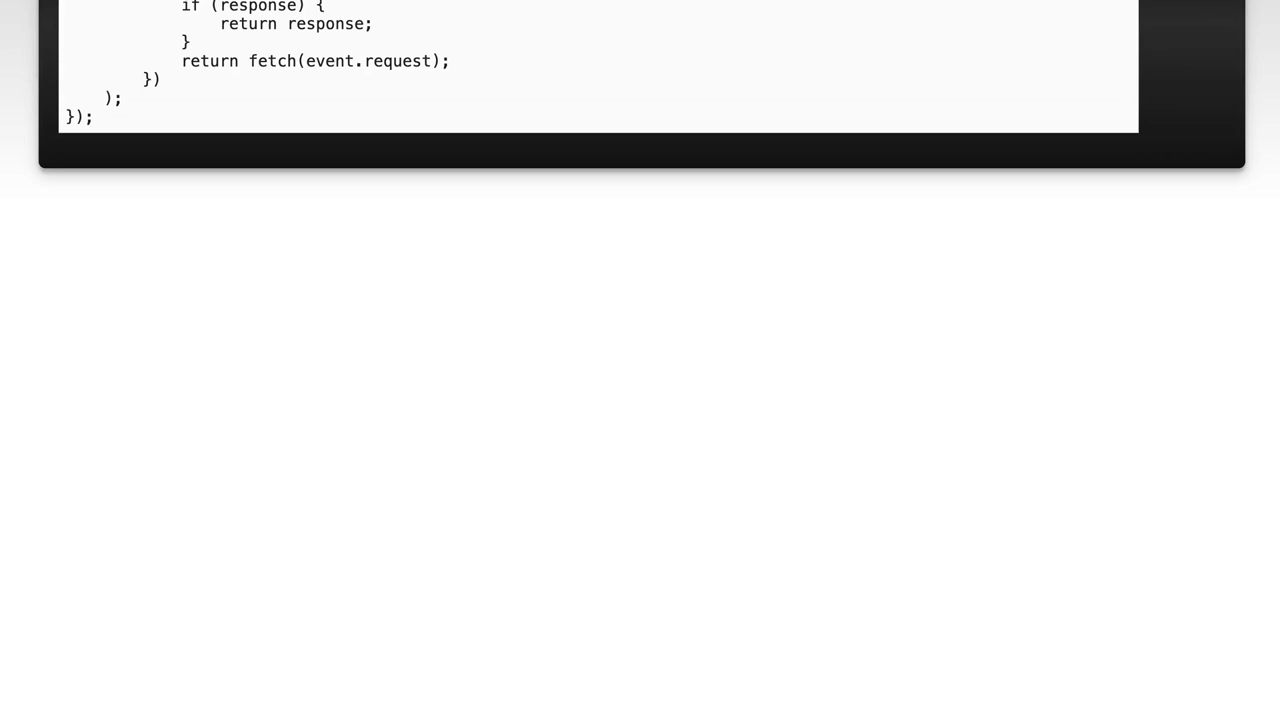 if (response) {
return response;
}
return fetch(event.request);
})
);
});